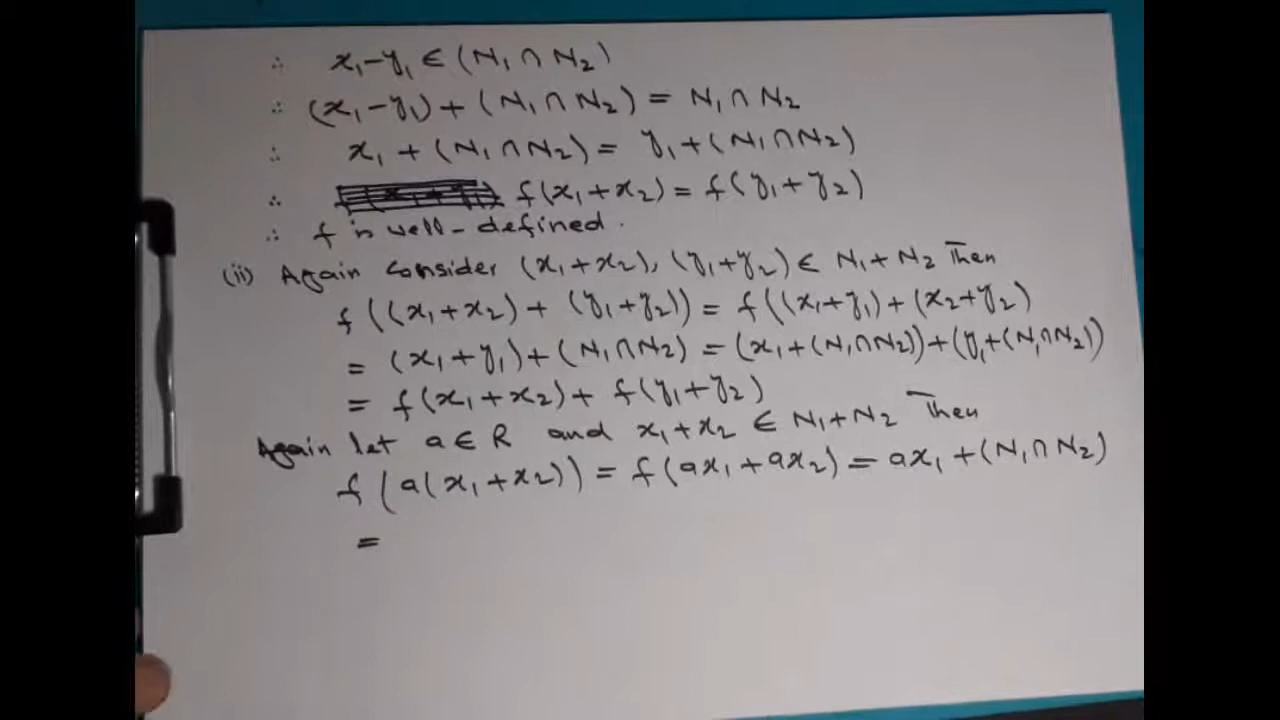 ∴ x₁-y₁ ∈ (N₁ ∩ N₂)
∴ (x₁-y₁) + (N₁ ∩ N₂) = N₁ ∩ N₂
∴ x₁ + (N₁ ∩ N₂) = y₁ + (N₁ ∩ N₂)
∴ f(x₁+x₂) = f(y₁+y₂)
∴ f is well-defined.
(ii) Again consider (x₁+x₂), (y₁+y₂) ∈ N₁+N₂ Then
f((x₁+x₂) + (y₁+y₂)) = f((x₁+y₁) + (x₂+y₂)
= (x₁+y₁) + (N₁∩N₂) = (x₁+(N₁∩N₂)) + (y₁+(N₁∩N₂))
= f(x₁+x₂) + f(y₁+y₂)
Again let a ∈ R and x₁+x₂ ∈ N₁+N₂ Then
f(a(x₁+x₂)) = f(ax₁+ax₂) = ax₁ + (N₁∩N₂)
=